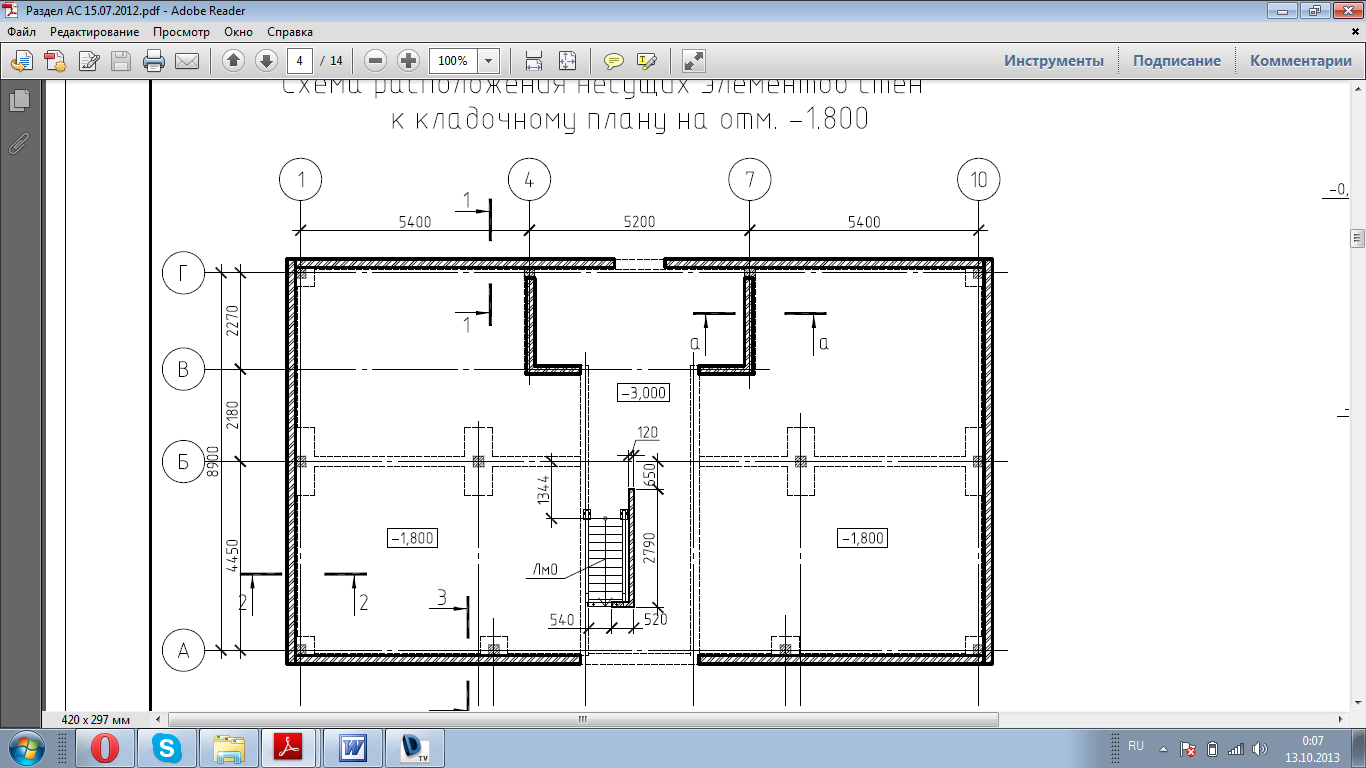 Раздел АС 15.07.2012.pdf - Adobe Reader
Файл Редактирование Просмотр Окно Справка
4 / 14 100% Инструменты Подписание Комментарии
Схема расположения несущих элементов стен
к кладочному плану на отм. -1.800
1 4 7 10
-0,
1
5400 5200 5400
Г
1
2270
а а
В
-3,000
2180
120
Б
8900
650
1344
-1,800 -1,800
2790
4450
Лм0
2 2
3
540 520
А
420 x 297 мм
TV
RU
0:07
13.10.2013